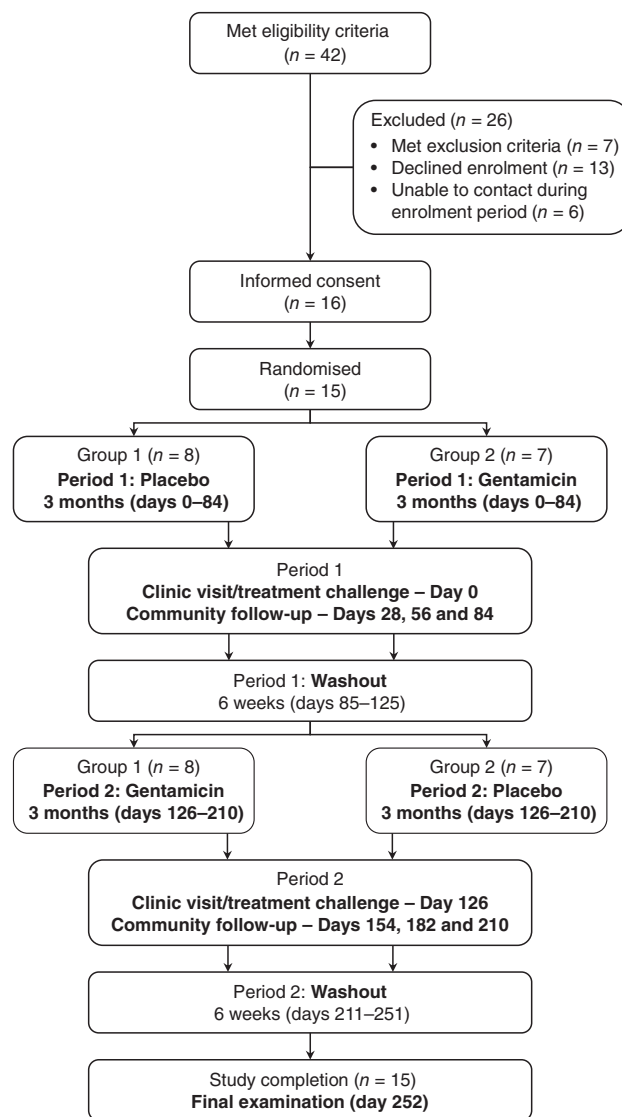 Met eligibility criteria
(n = 42)
Excluded (n = 26)
• Met exclusion criteria (n = 7)
• Declined enrolment (n = 13)
• Unable to contact during
enrolment period (n = 6)
Informed consent
(n = 16)
Randomised
(n = 15)
Group 1 (n = 8)
Period 1: Placebo
3 months (days 0–84)
Group 2 (n = 7)
Period 1: Gentamicin
3 months (days 0–84)
Period 1
Clinic visit/treatment challenge – Day 0
Community follow-up – Days 28, 56 and 84
Period 1: Washout
6 weeks (days 85–125)
Group 1 (n = 8)
Period 2: Gentamicin
3 months (days 126–210)
Group 2 (n = 7)
Period 2: Placebo
3 months (days 126–210)
Period 2
Clinic visit/treatment challenge – Day 126
Community follow-up – Days 154, 182 and 210
Period 2: Washout
6 weeks (days 211–251)
Study completion (n = 15)
Final examination (day 252)